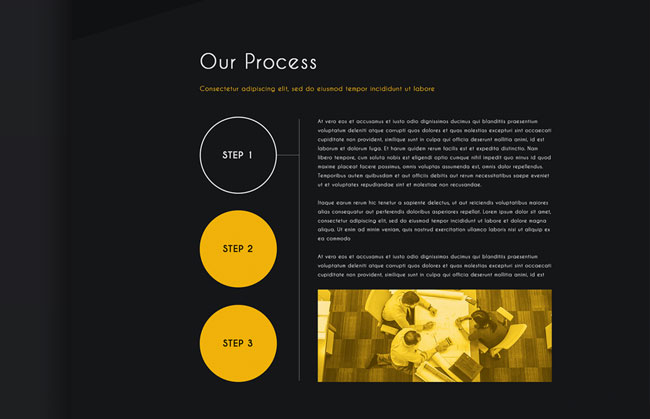 Our Process
Consectetur adipiscing elit, sed do eiusmod tempor incididunt ut labore
STEP 1
STEP 2
STEP 3
At vero eos et accusamus et iusto odio dignissimos ducimus qui blanditiis praesentium
voluptatum deleniti atque corrupti quos dolores et quas molestias excepturi sint occaecati
cupiditate non provident, similique sunt in culpa qui officia deserunt mollitia animi, id est
laborum et dolorum fuga. Et harum quidem rerum facilis est et expedita distinctio. Nam
libero tempore, cum soluta nobis est eligendi optio cumque nihil impedit quo minus id quod
maxime placeat facere possimus, omnis voluptas assumenda est, omnis dolor repellendus.
Temporibus autem quibusdam et aut officiis debitis aut rerum necessitatibus saepe eveniet
ut et voluptates repudiandae sint et molestiae non recusandae.
Itaque earum rerum hic tenetur a sapiente delectus, ut aut reiciendis voluptatibus maiores
alias consequatur aut perferendis doloribus asperiores repellat. Lorem ipsum dolor sit amet,
consectetur adipiscing elit, sed do eiusmod tempor incididunt ut labore et dolore magna
aliqua. Ut enim ad minim veniam, quis nostrud exercitation ullamco laboris nisi ut aliquip ex
ea commodo
At vero eos et accusamus et iusto odio dignissimos ducimus qui blanditiis praesentium
voluptatum deleniti atque corrupti quos dolores et quas molestias excepturi sint occaecati
cupiditate non provident, similique sunt in culpa qui officia deserunt mollitia animi, id est